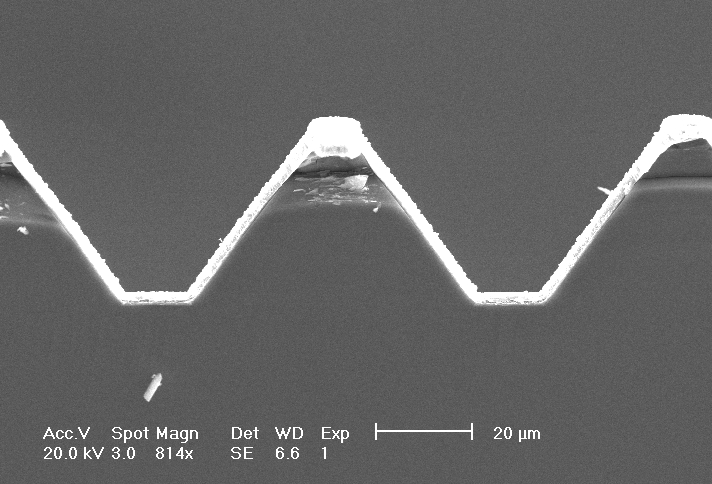 Acc.V Spot Magn Det WD Exp 20 μm
20.0 kV 3.0 814x SE 6.6 1